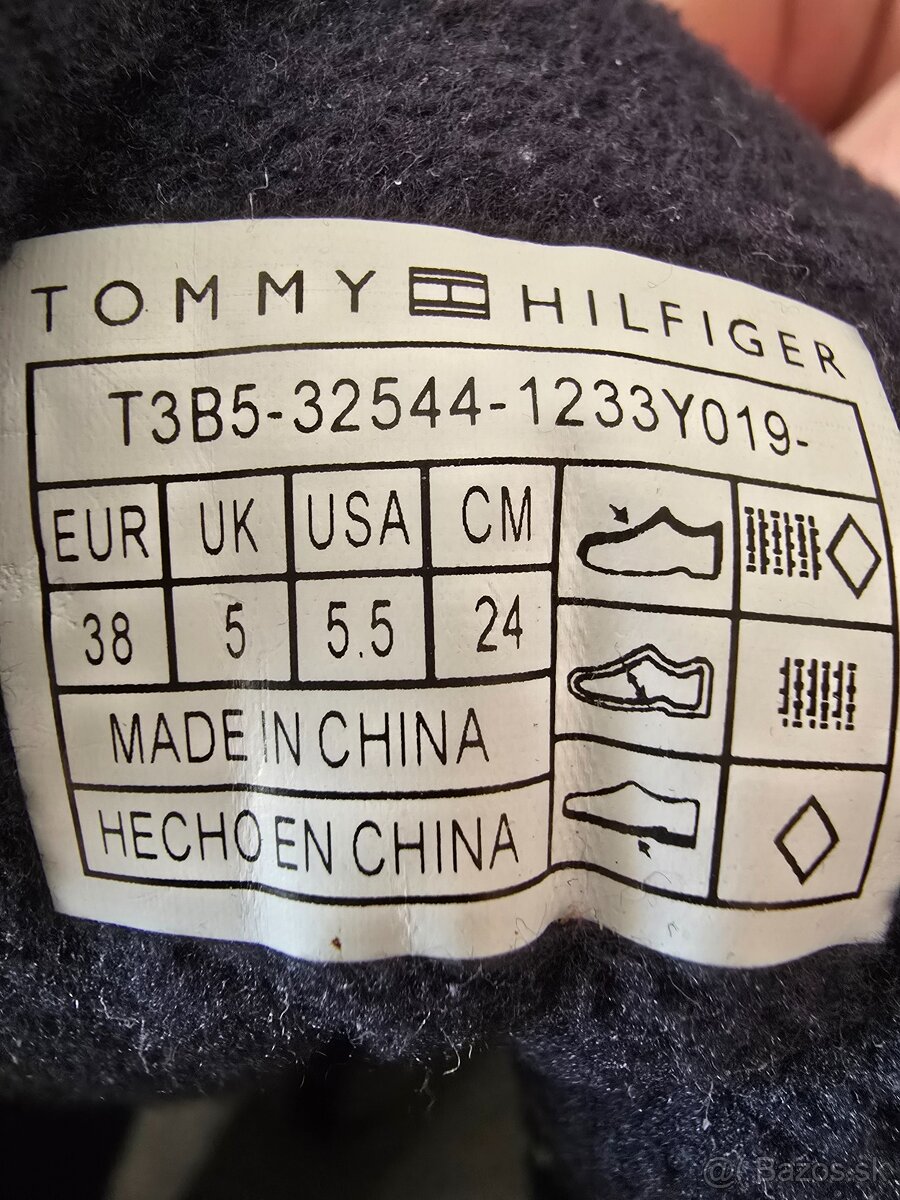 TOMMY HILFIGER
T3B5-32544-1233Y019-
EUR UK USA CM
38 5 5.5 24
MADE IN CHINA
HECHO EN CHINA
@ Bazos.sk